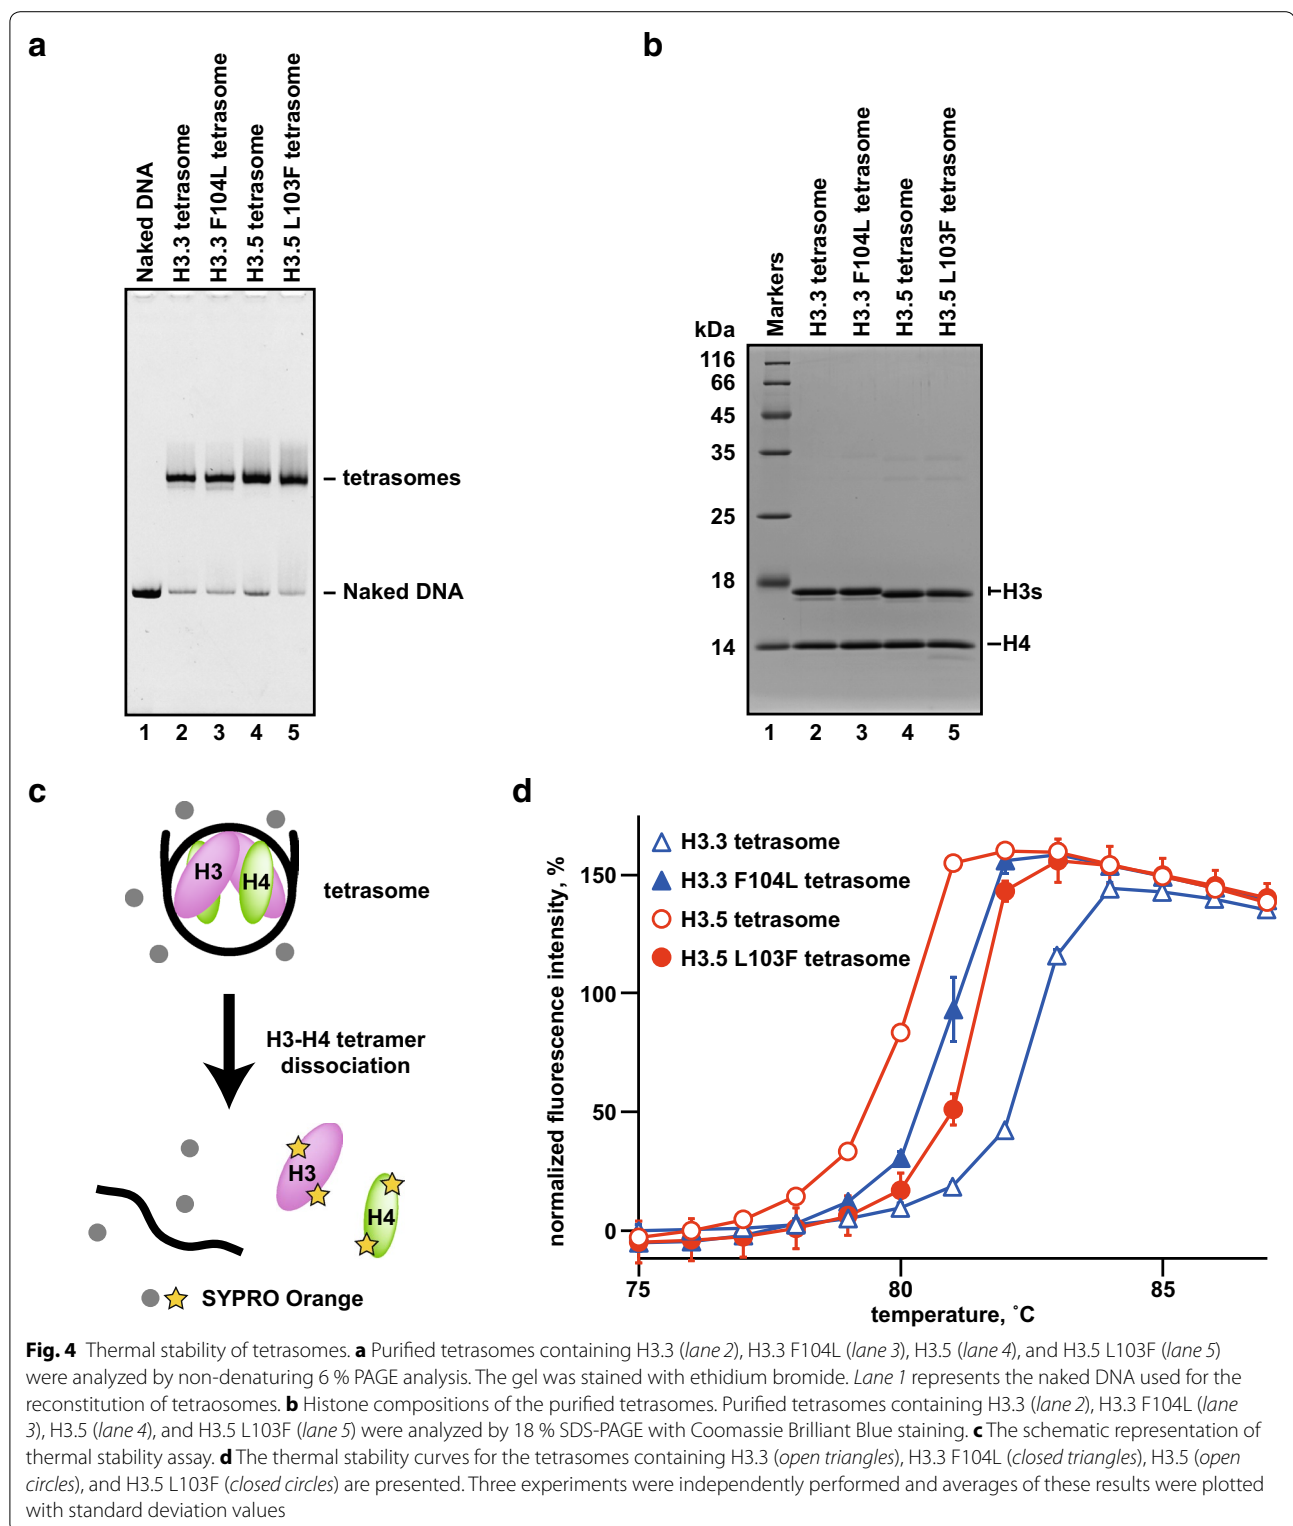 a
Naked DNA
H3.3 tetrasome
H3.3 F104L tetrasome
H3.5 tetrasome
H3.5 L103F tetrasome
– tetrasomes
– Naked DNA
1 2 3 4 5
b
kDa
Markers
H3.3 tetrasome
H3.3 F104L tetrasome
H3.5 tetrasome
H3.5 L103F tetrasome
116
66
45
35
25
18
14
H3s
H4
1 2 3 4 5
c
H3
H4
tetrasome
H3-H4 tetramer
dissociation
H3
H4
SYPRO Orange
d
H3.3 tetrasome
H3.3 F104L tetrasome
H3.5 tetrasome
H3.5 L103F tetrasome
normalized fluorescence intensity, %
150
100
50
0
75 80 85
temperature, ˚C
Fig. 4 Thermal stability of tetrasomes. a Purified tetrasomes containing H3.3 (lane 2), H3.3 F104L (lane 3), H3.5 (lane 4), and H3.5 L103F (lane 5)
were analyzed by non-denaturing 6 % PAGE analysis. The gel was stained with ethidium bromide. Lane 1 represents the naked DNA used for the
reconstitution of tetraosomes. b Histone compositions of the purified tetrasomes. Purified tetrasomes containing H3.3 (lane 2), H3.3 F104L (lane
3), H3.5 (lane 4), and H3.5 L103F (lane 5) were analyzed by 18 % SDS-PAGE with Coomassie Brilliant Blue staining. c The schematic representation of
thermal stability assay. d The thermal stability curves for the tetrasomes containing H3.3 (open triangles), H3.3 F104L (closed triangles), H3.5 (open
circles), and H3.5 L103F (closed circles) are presented. Three experiments were independently performed and averages of these results were plotted
with standard deviation values